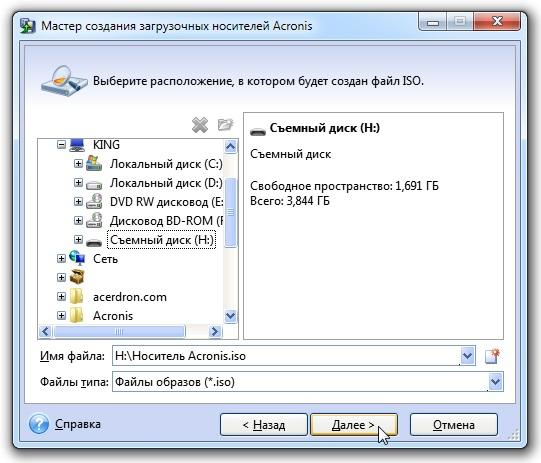 Мастер создания загрузочных носителей Acronis
Выберите расположение, в котором будет создан файл ISO.
KING
Локальный диск (C:)
Локальный диск (D:)
DVD RW дисковод (E:
Дисковод BD-ROM (F
Съемный диск (H:)
Сеть
acerdron.com
Acronis
Съемный диск (H:)
Съемный диск
Свободное пространство: 1,691 ГБ
Всего: 3,844 ГБ
Имя файла: H:\Носитель Acronis.iso
Файлы типа: Файлы образов (*.iso)
Справка
< Назад
Далее >
Отмена